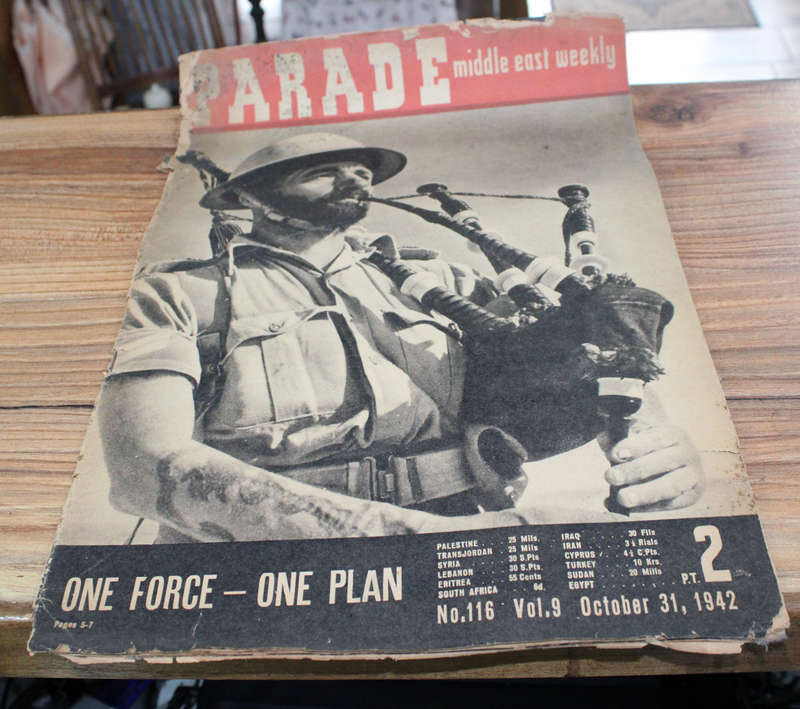 PARADE middle east weekly
ONE FORCE – ONE PLAN
Pages 5-7
PALESTINE 25 Mils. IRAQ 30 Fils
TRANSJORDAN 25 Mils IRAN 3½ Rials
SYRIA 30 S.Pts CYPRUS 4½ C.Pts.
LEBANON 30 S.Pts. TURKEY 10 Krs.
ERITREA 55 Cents SUDAN 20 Mills
SOUTH AFRICA 6d. EGYPT P.T. 2
No.116 Vol.9 October 31, 1942